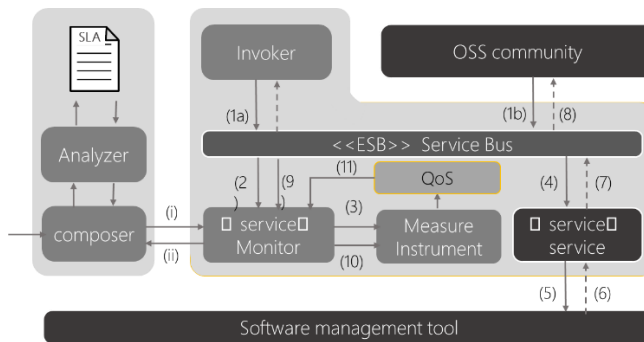 SLA
Invoker
OSS community
(1a)
(1b)
(8)
<<ESB>> Service Bus
Analyzer
(2
)
(9
)
(11)
QoS
(4)
(7)
composer
(i)
(ii)
▯ service▯
Monitor
(3)
(10)
Measure
Instrument
▯ service▯
service
(5)
(6)
Software management tool